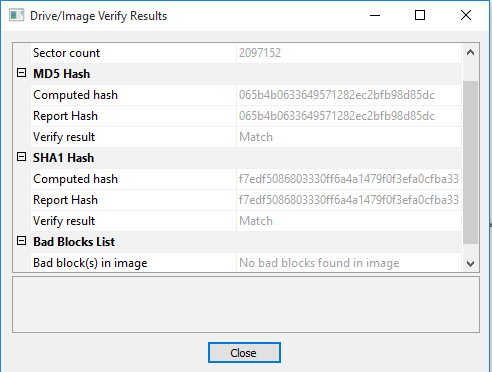 Drive/Image Verify Results
Sector count 2097152
MD5 Hash
Computed hash 065b4b0633649571282ec2bfb98d85dc
Report Hash 065b4b0633649571282ec2bfb98d85dc
Verify result Match
SHA1 Hash
Computed hash f7edf5086803330ff6a4a1479f0f3efa0cfba33
Report Hash f7edf5086803330ff6a4a1479f0f3efa0cfba33
Verify result Match
Bad Blocks List
Bad block(s) in image No bad blocks found in image
Close